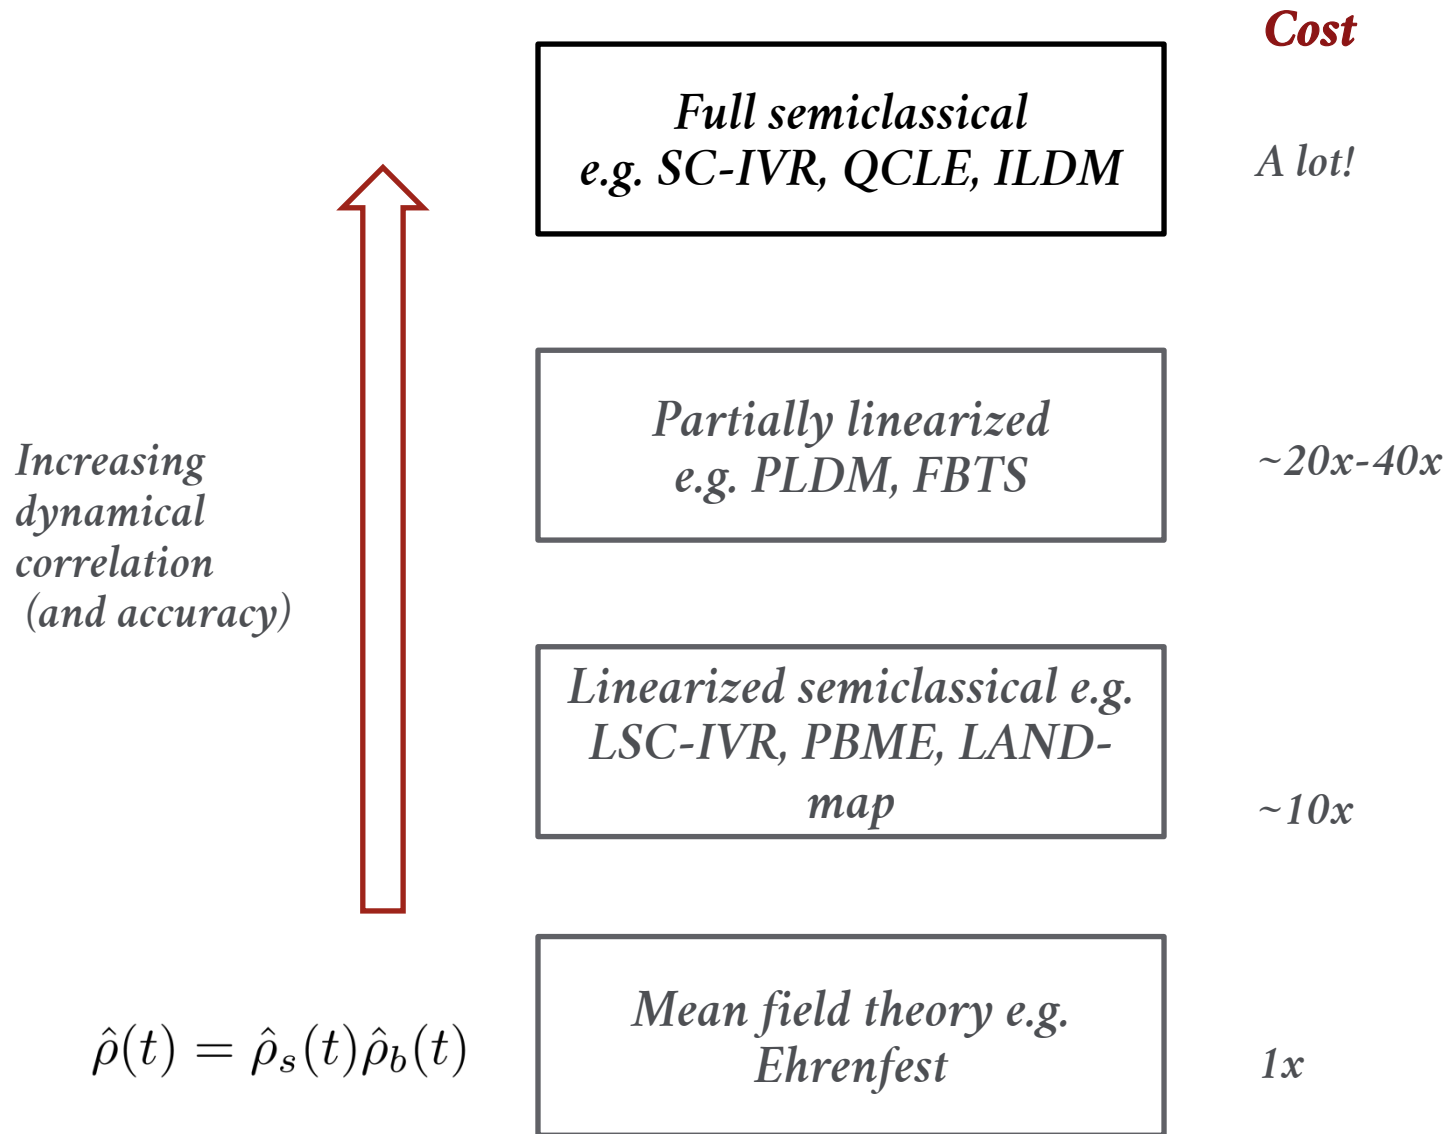 Cost
Full semiclassical
e.g. SC-IVR, QCLE, ILDM
A lot!
Partially linearized
e.g. PLDM, FBTS
~20x-40x
Increasing
dynamical
correlation
(and accuracy)
Linearized semiclassical e.g.
LSC-IVR, PBME, LAND-
map
~10x
ρ̂(t) = ρ̂ₛ(t)ρ̂_b(t)
Mean field theory e.g.
Ehrenfest
1x